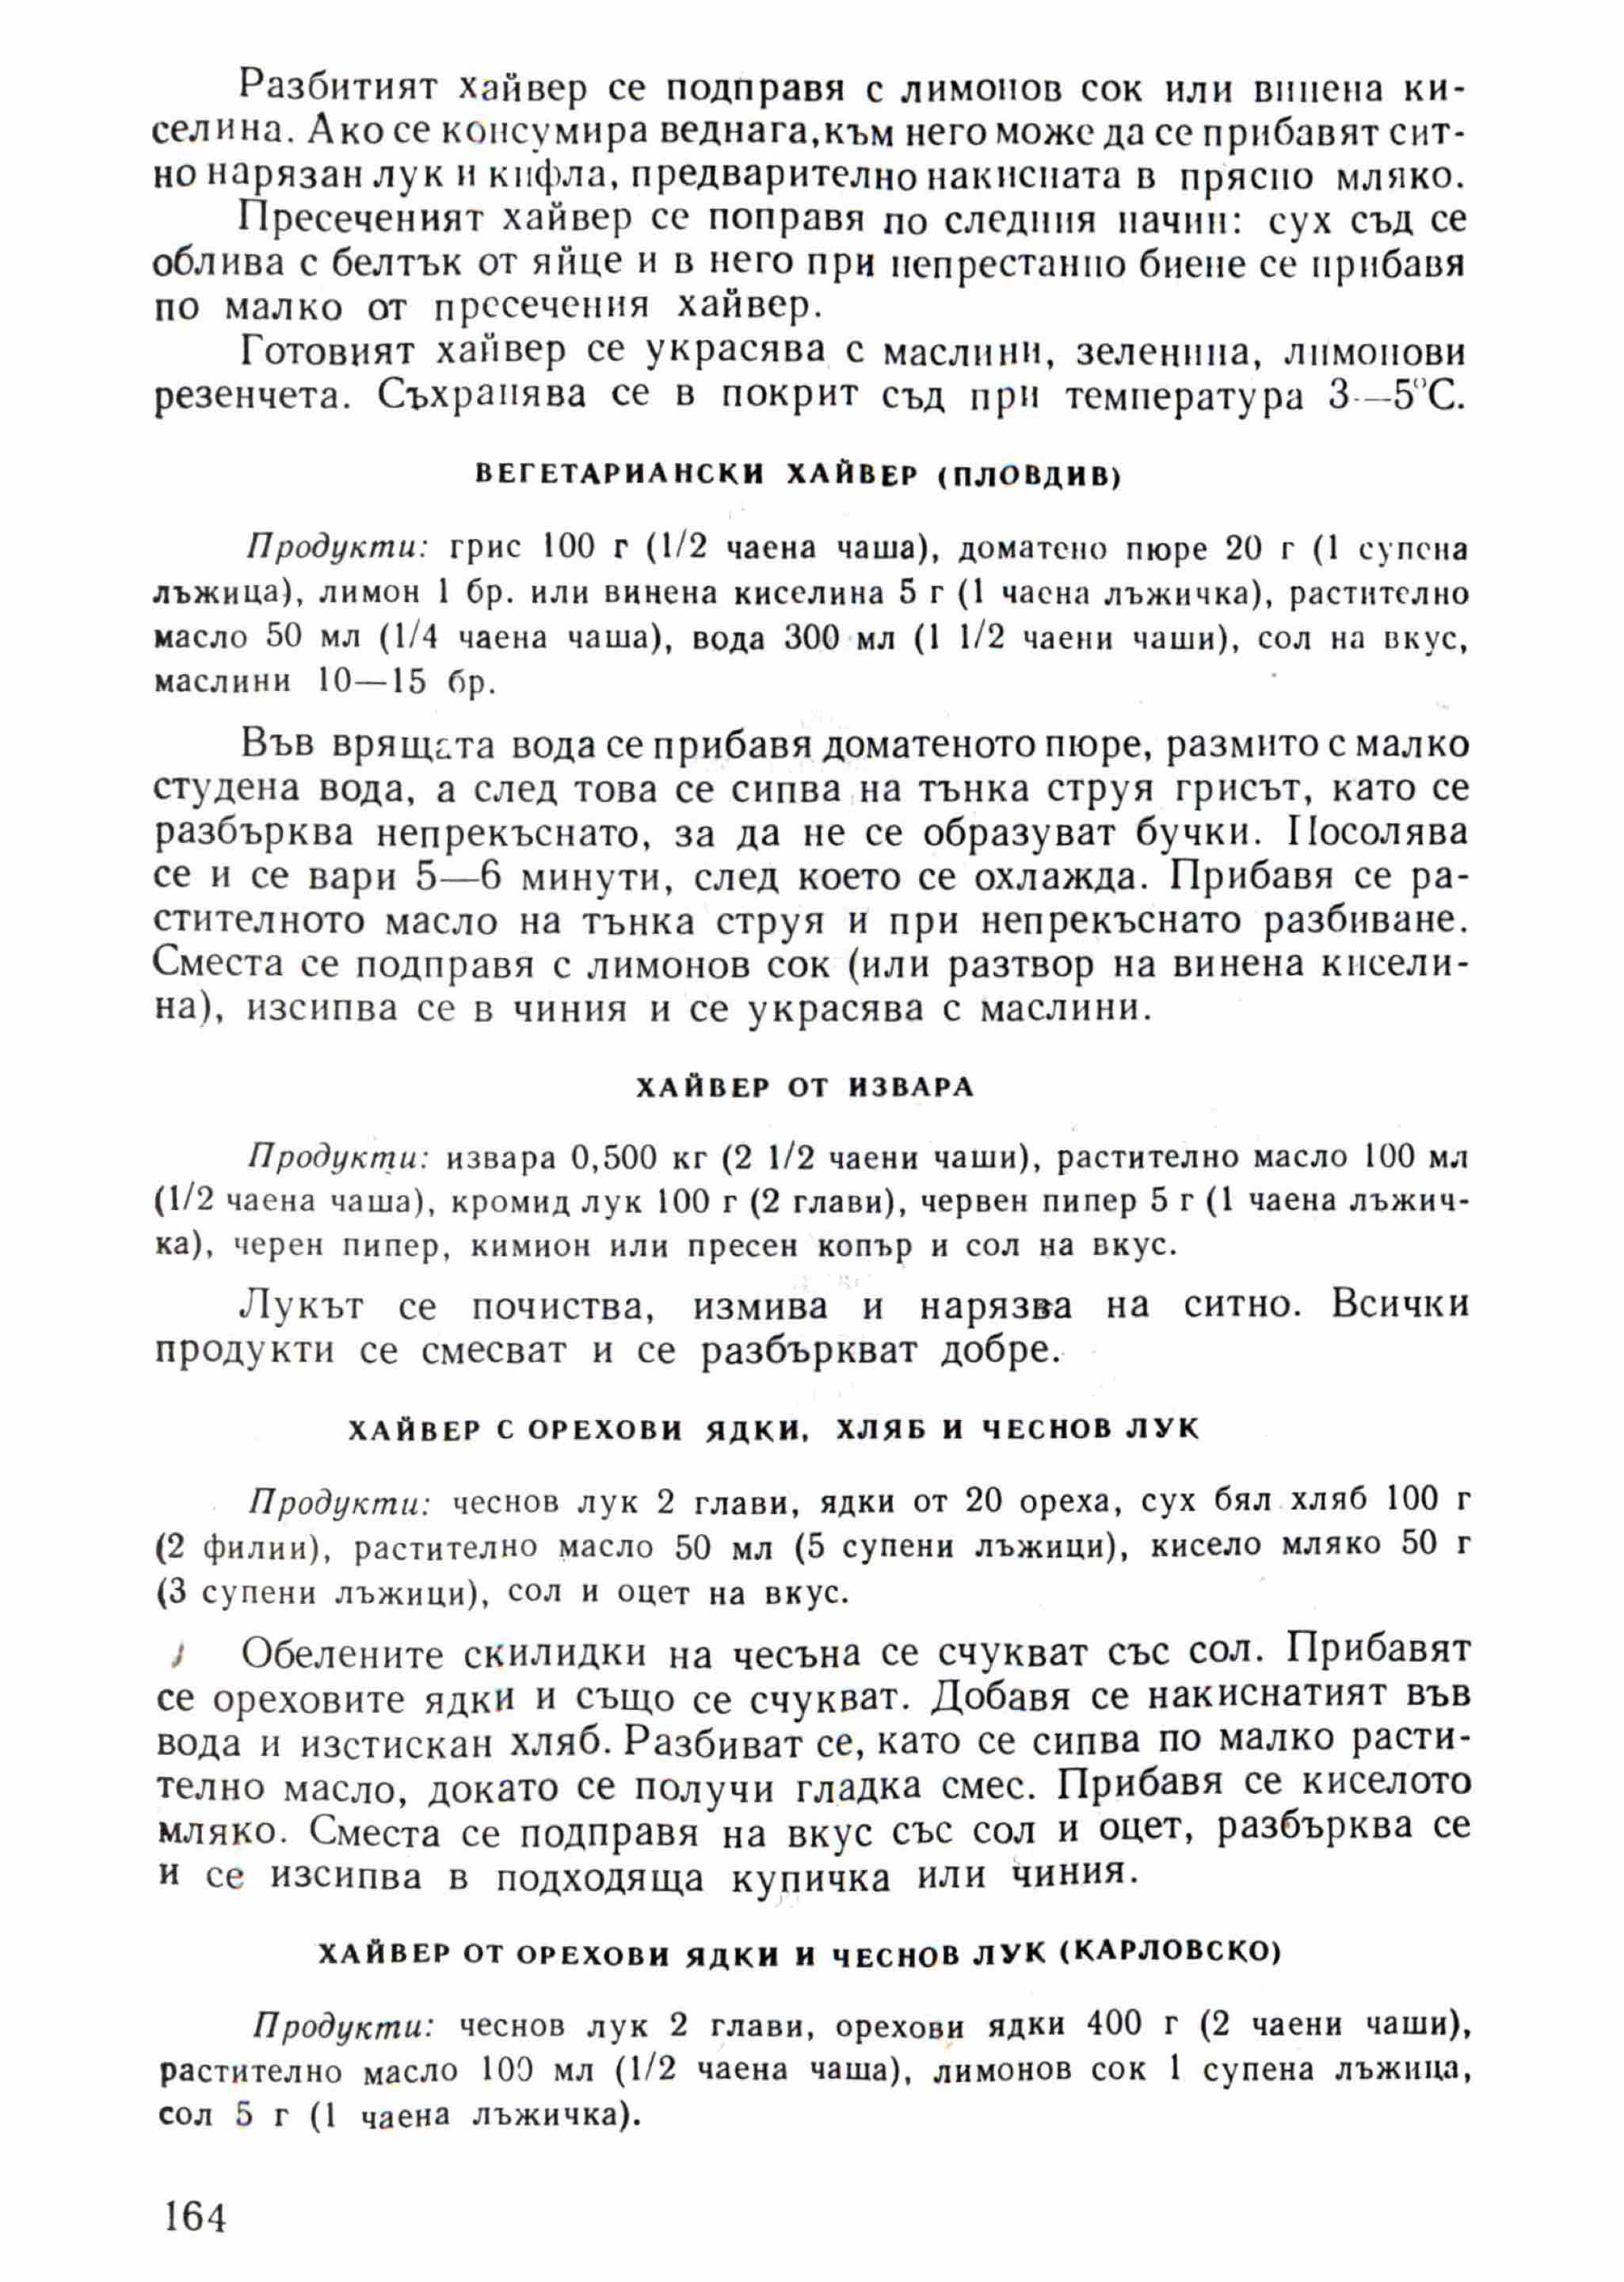 Разбитият хайвер се подправя с лимонов сок или винена ки-
селина. Ако се консумира веднага, към него може да се прибавят сит-
но нарязан лук и кифла, предварително накисната в прясно мляко.
Пресеченият хайвер се поправя по следния начин: сух съд се
облива с белтък от яйце и в него при непрестанно биене се прибавя
по малко от пресечения хайвер.
Готовият хайвер се украсява с маслини, зеленина, лимонови
резенчета. Съхранява се в покрит съд при температура 3—5°C.
ВЕГЕТАРИАНСКИ ХАЙВЕР (ПЛОВДИВ)
Продукти: грис 100 г (1/2 чаена чаша), доматено пюре 20 г (1 супена
лъжица), лимон 1 бр. или винена киселина 5 г (1 чаена лъжичка), растително
масло 50 мл (1/4 чаена чаша), вода 300 мл (1 1/2 чаени чаши), сол на вкус,
маслини 10—15 бр.
Във врящата вода се прибавя доматеното пюре, размито с малко
студена вода, а след това се сипва на тънка струя грисът, като се
разбърква непрекъснато, за да не се образуват бучки. Посолява
се и се вари 5—6 минути, след което се охлажда. Прибавя се ра-
стителното масло на тънка струя и при непрекъснато разбиване.
Сместа се подправя с лимонов сок (или разтвор на винена кисели-
на), изсипва се в чиния и се украсява с маслини.
ХАЙВЕР ОТ ИЗВАРА
Продукти: извара 0,500 кг (2 1/2 чаени чаши), растително масло 100 мл
(1/2 чаена чаша), кромид лук 100 г (2 глави), червен пипер 5 г (1 чаена лъжич-
ка), черен пипер, кимион или пресен копър и сол на вкус.
Лукът се почиства, измива и нарязва на ситно. Всички
продукти се смесват и се разбъркват добре.
ХАЙВЕР С ОРЕХОВИ ЯДКИ, ХЛЯБ И ЧЕСНОВ ЛУК
Продукти: чеснов лук 2 глави, ядки от 20 ореха, сух бял хляб 100 г
(2 филии), растително масло 50 мл (5 супени лъжици), кисело мляко 50 г
(3 супени лъжици), сол и оцет на вкус.
Обелените скилидки на чесъна се счукват със сол. Прибавят
се ореховите ядки и също се счукват. Добавя се накиснатият във
вода и изстискан хляб. Разбиват се, като се сипва по малко расти-
телно масло, докато се получи гладка смес. Прибавя се киселото
мляко. Сместа се подправя на вкус със сол и оцет, разбърква се
и се изсипва в подходяща купичка или чиния.
ХАЙВЕР ОТ ОРЕХОВИ ЯДКИ И ЧЕСНОВ ЛУК (КАРЛОВСКО)
Продукти: чеснов лук 2 глави, орехови ядки 400 г (2 чаени чаши),
растително масло 100 мл (1/2 чаена чаша), лимонов сок 1 супена лъжица,
сол 5 г (1 чаена лъжичка).
164